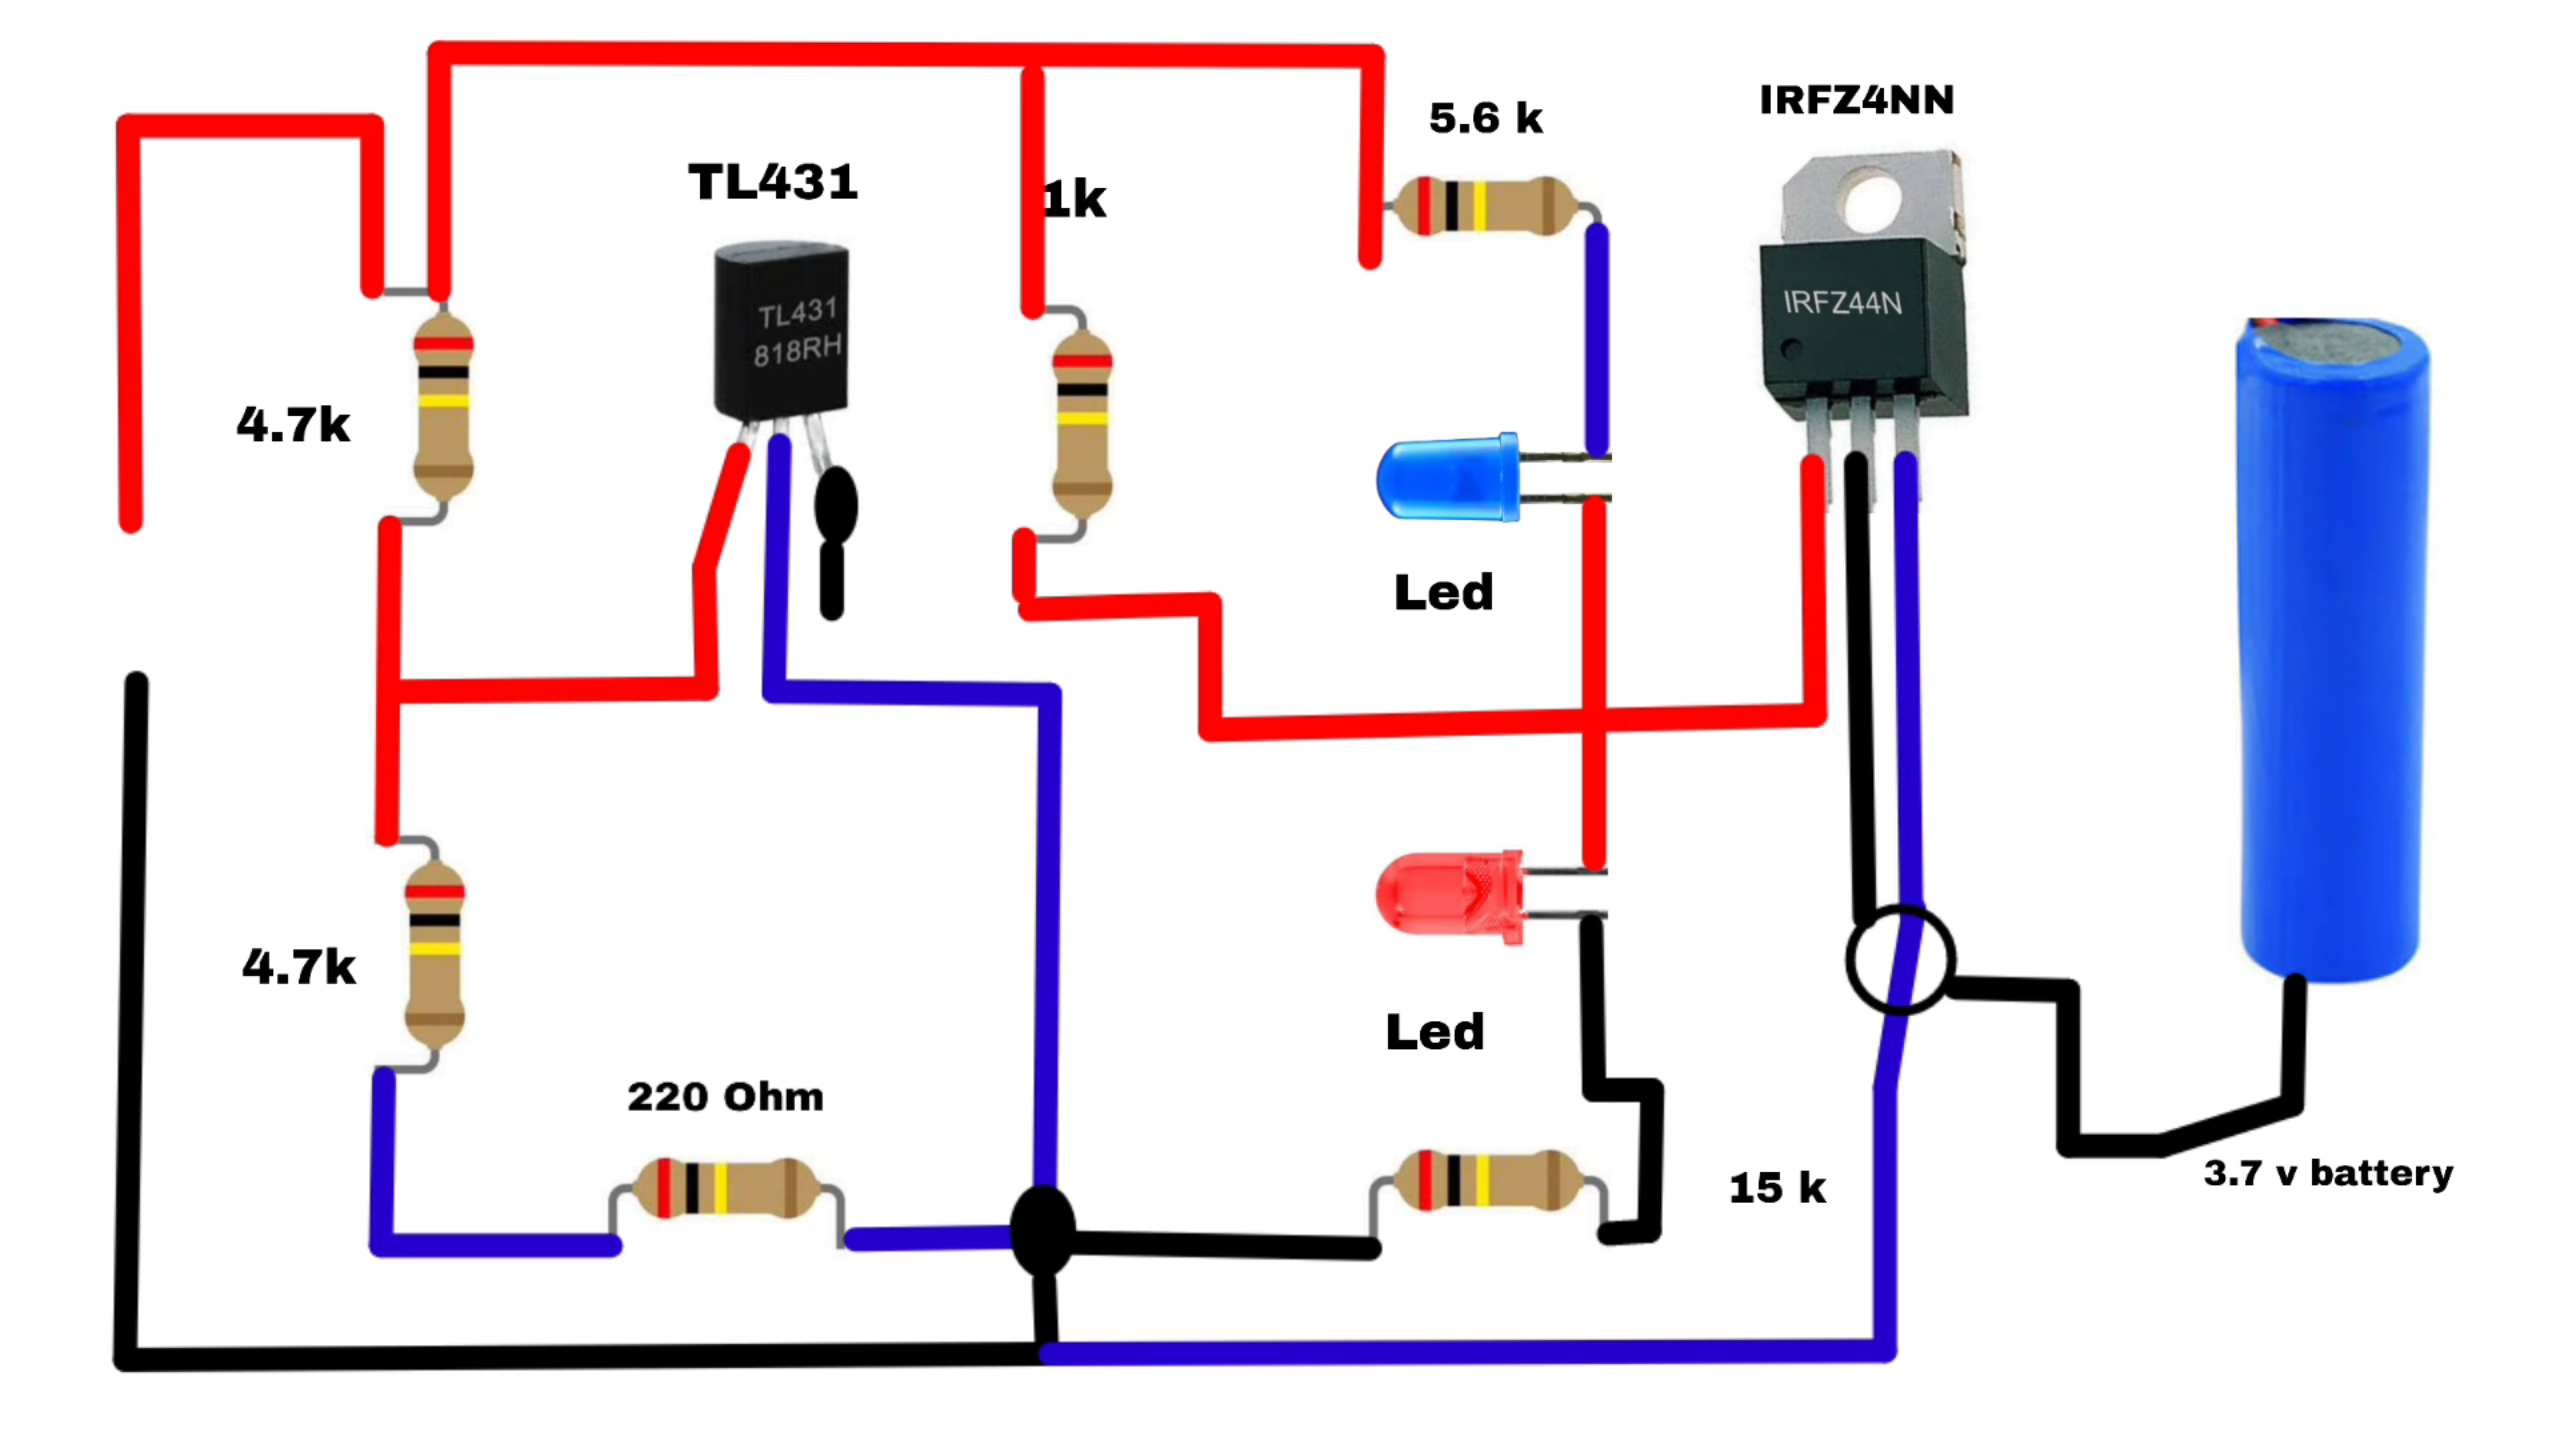 IRFZ4NN
5.6 k
TL431
1k
TL431
818RH
IRFZ44N
4.7k
Led
4.7k
Led
220 Ohm
15 k
3.7 v battery